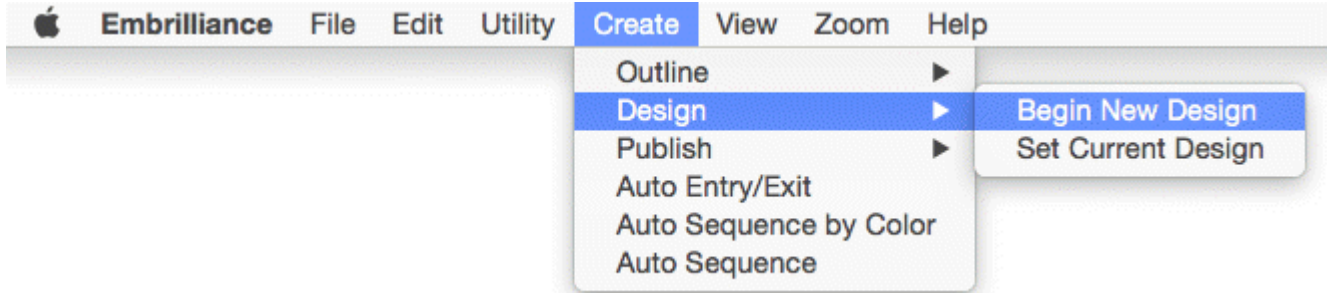 Embrilliance File Edit Utility Create View Zoom Help
Outline
Design Begin New Design
Publish Set Current Design
Auto Entry/Exit
Auto Sequence by Color
Auto Sequence